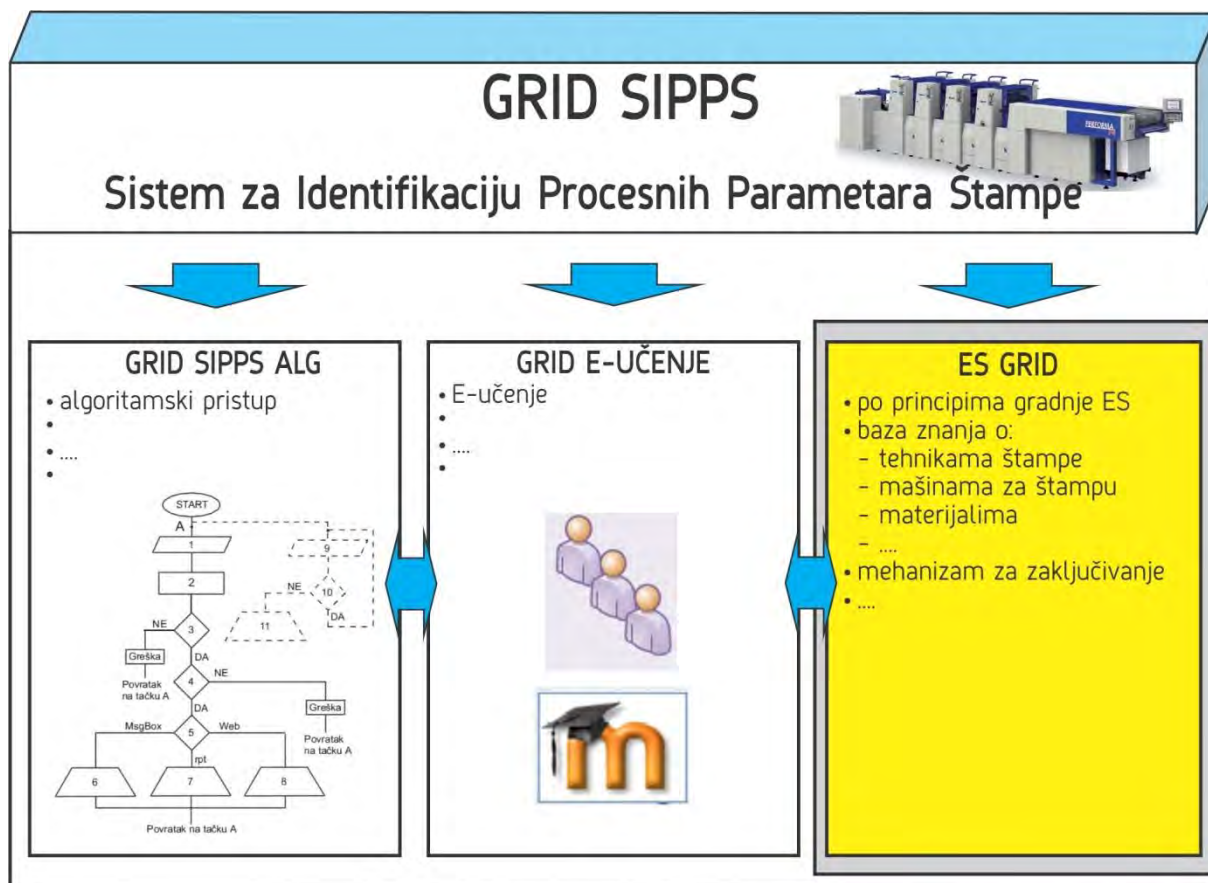 GRID SIPPS
PERFORMA
Sistem za Identifikaciju Procesnih Parametara Štampe
GRID SIPPS ALG
• algoritamski pristup
•
• ....
•
START
A
1
2
3
NE
DA
Greška
Povratak
na tačku A
4
NE
DA
Greška
Povratak
na tačku A
MsgBox
5
Web
rpt
6
7
8
Povratak na tačku A
9
NE
10
DA
11
GRID E-UČENJE
• E-učenje
•
• ....
•
m
ES GRID
• po principima gradnje ES
• baza znanja o:
- tehnikama štampe
- mašinama za štampu
- materijalima
- ....
• mehanizam za zaključivanje
• ....